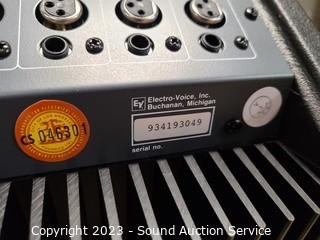 EV Electro-Voice, Inc.
Buchanan, Michigan
934193049
serial no.
CS 046301
Copyright 2023 - Sound Auction Service